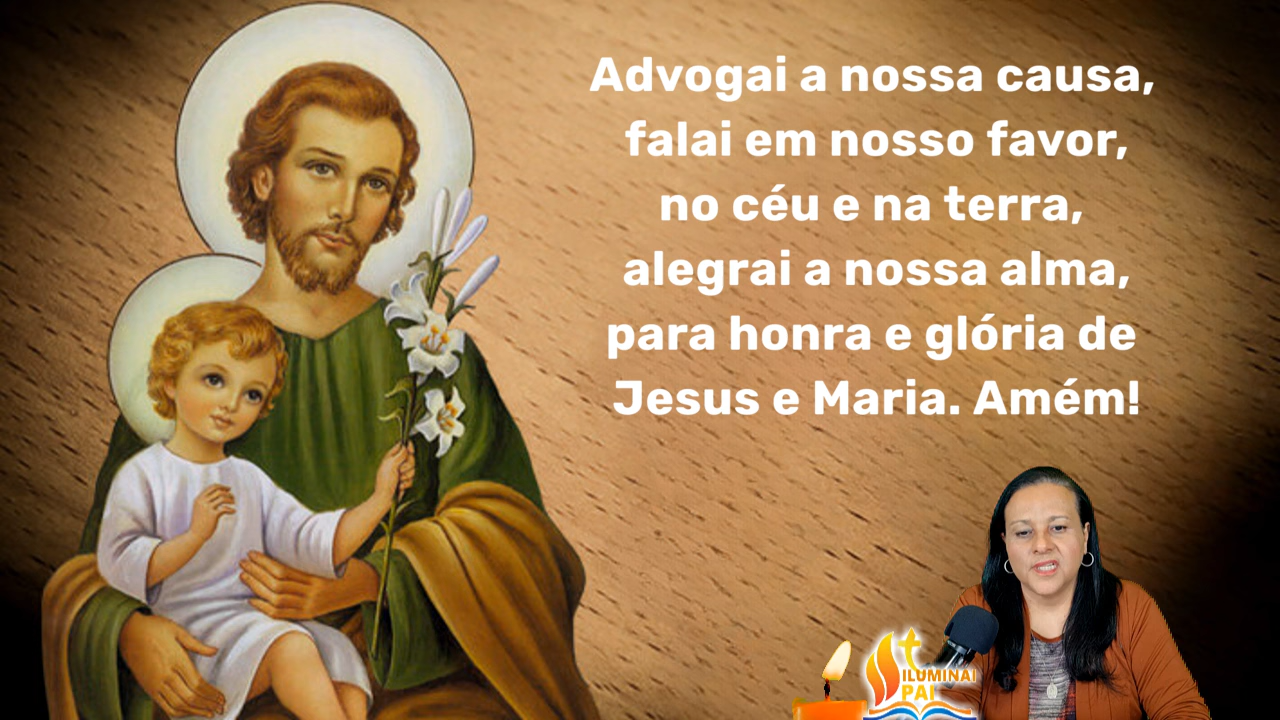 Advogai a nossa causa,
falai em nosso favor,
no céu e na terra,
alegrai a nossa alma,
para honra e glória de
Jesus e Maria. Amém!
ILUMINAI
PAI